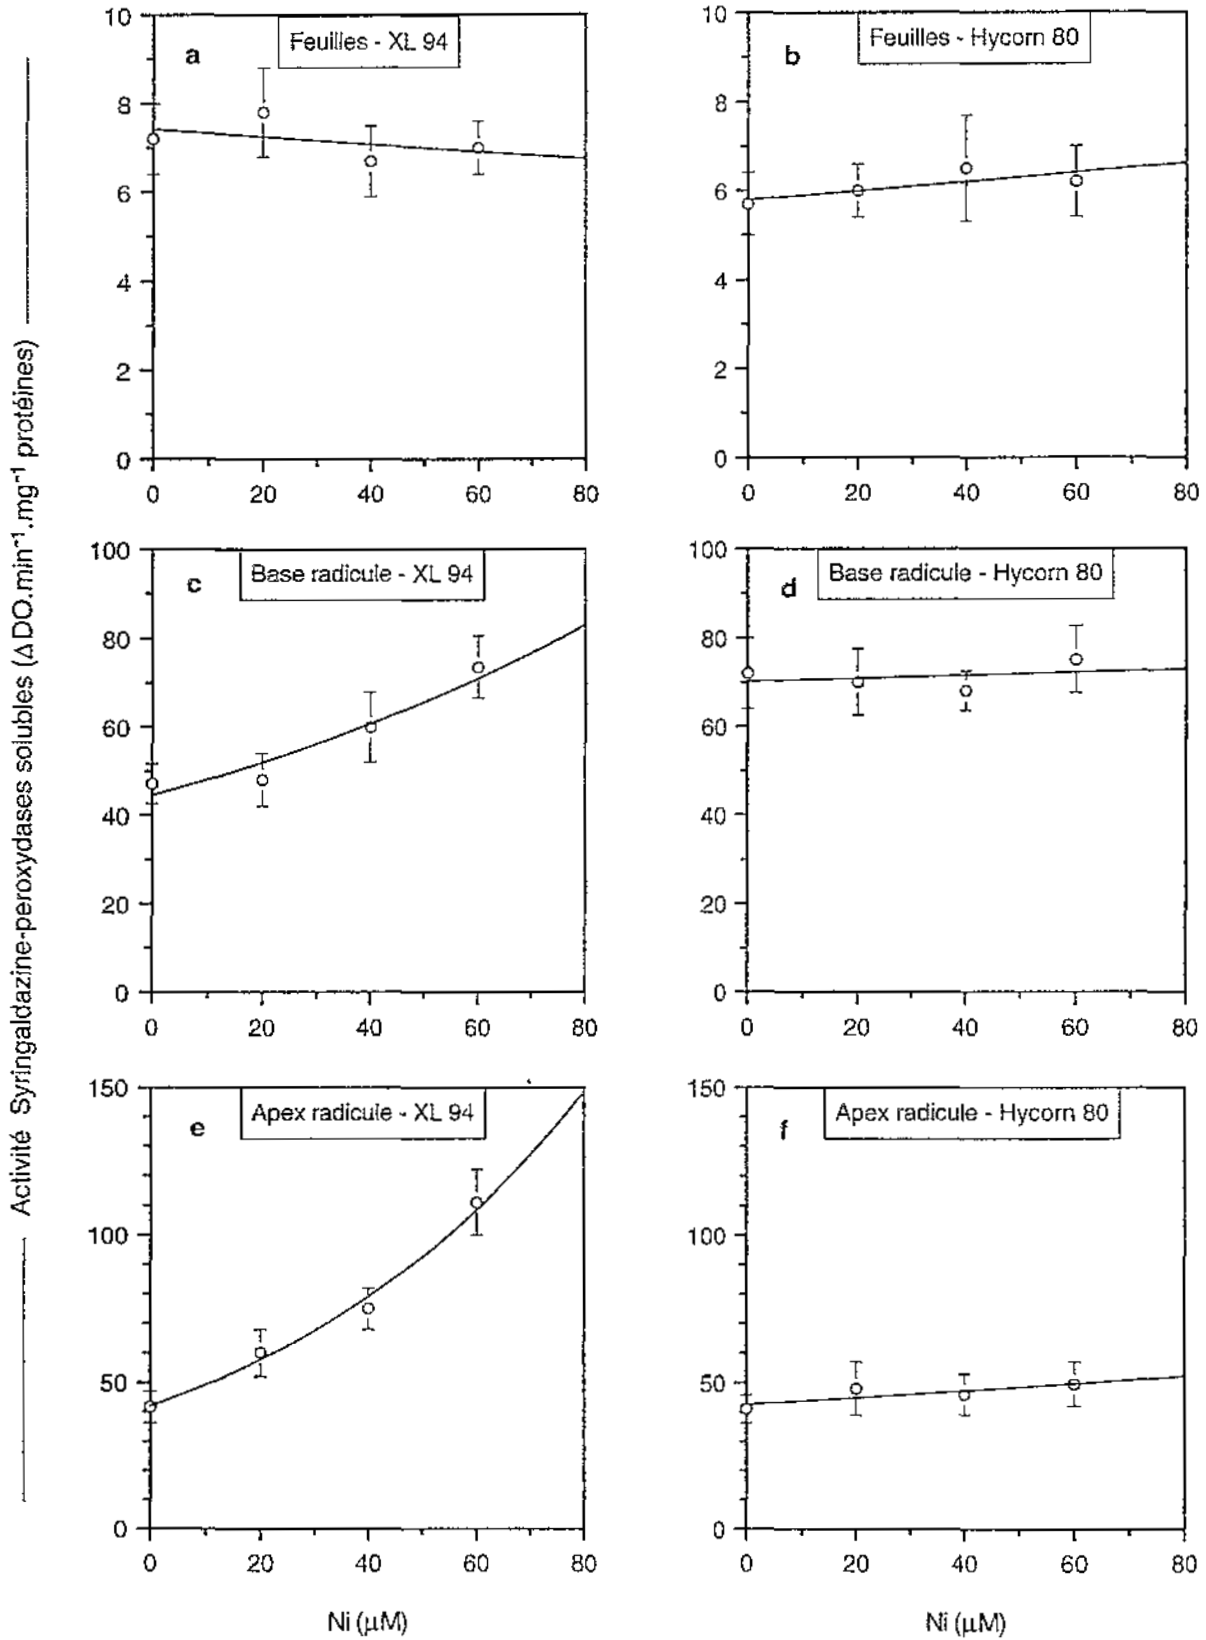 Activité Syringaldazine-peroxydases solubles (ΔDO.min⁻¹.mg⁻¹ protéines)
a
Feuilles - XL 94
10
8
6
4
2
0
0 20 40 60 80
b
Feuilles - Hycorn 80
10
8
6
4
2
0
0 20 40 60 80
c
Base radicule - XL 94
100
80
60
40
20
0
0 20 40 60 80
d
Base radicule - Hycorn 80
100
80
60
40
20
0
0 20 40 60 80
e
Apex radicule - XL 94
150
100
50
0
0 20 40 60 80
Ni (µM)
f
Apex radicule - Hycorn 80
150
100
50
0
0 20 40 60 80
Ni (µM)